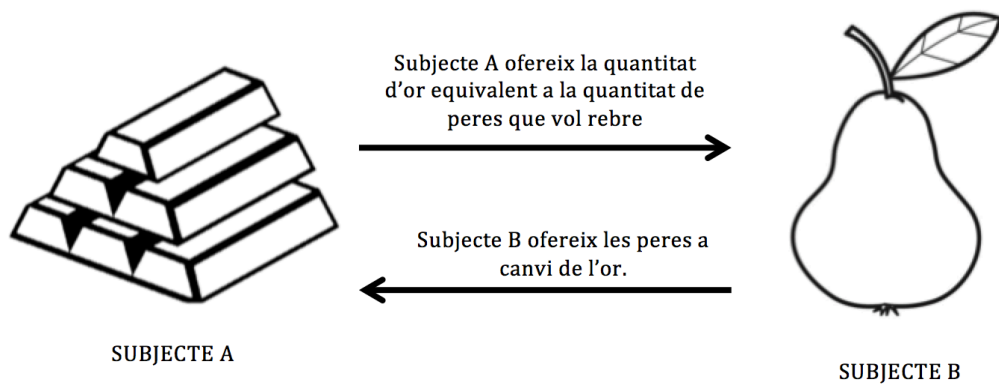 Subjecte A ofereix la quantitat
d’or equivalent a la quantitat de
peres que vol rebre
Subjecte B ofereix les peres a
canvi de l’or.
SUBJECTE A
SUBJECTE B